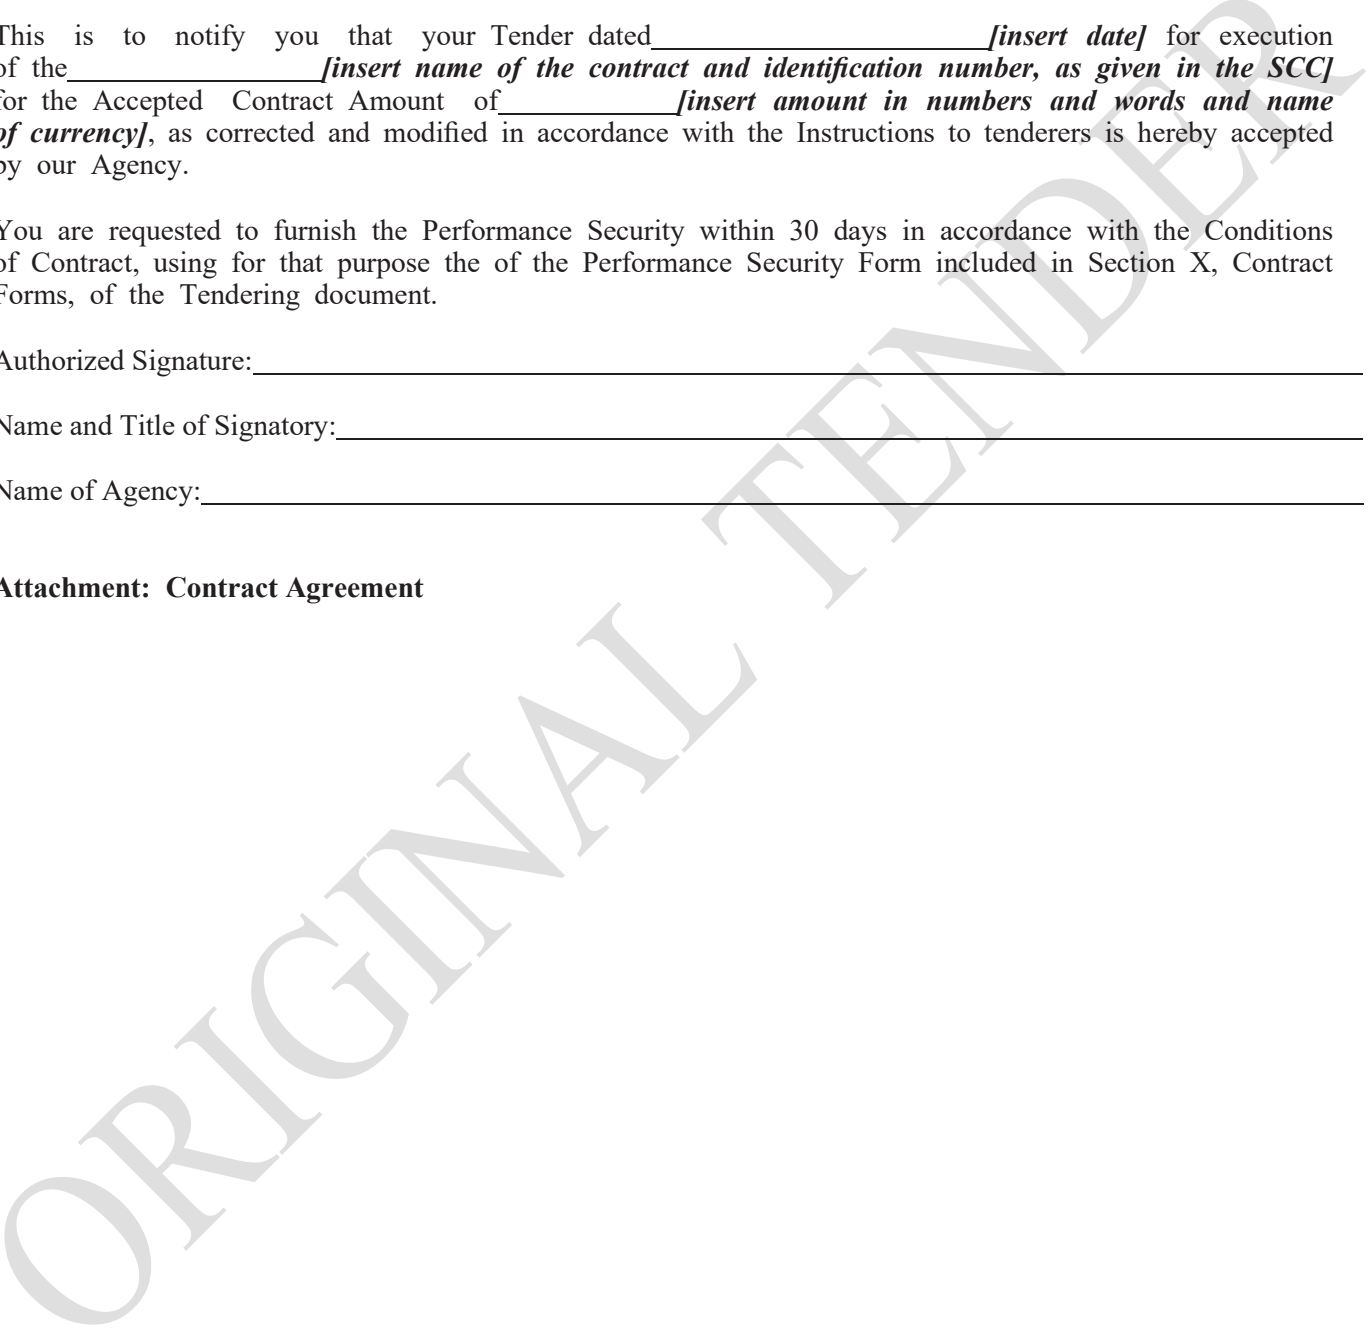 This is to notify you that your Tender dated________________________[insert date] for execution
of the__________________[insert name of the contract and identification number, as given in the SCC]
for the Accepted Contract Amount of____________[insert amount in numbers and words and name
of currency], as corrected and modified in accordance with the Instructions to tenderers is hereby accepted
by our Agency.
You are requested to furnish the Performance Security within 30 days in accordance with the Conditions
of Contract, using for that purpose the of the Performance Security Form included in Section X, Contract
Forms, of the Tendering document.
Authorized Signature:
Name and Title of Signatory:
Name of Agency:
Attachment: Contract Agreement
ORIGINAL TENDER